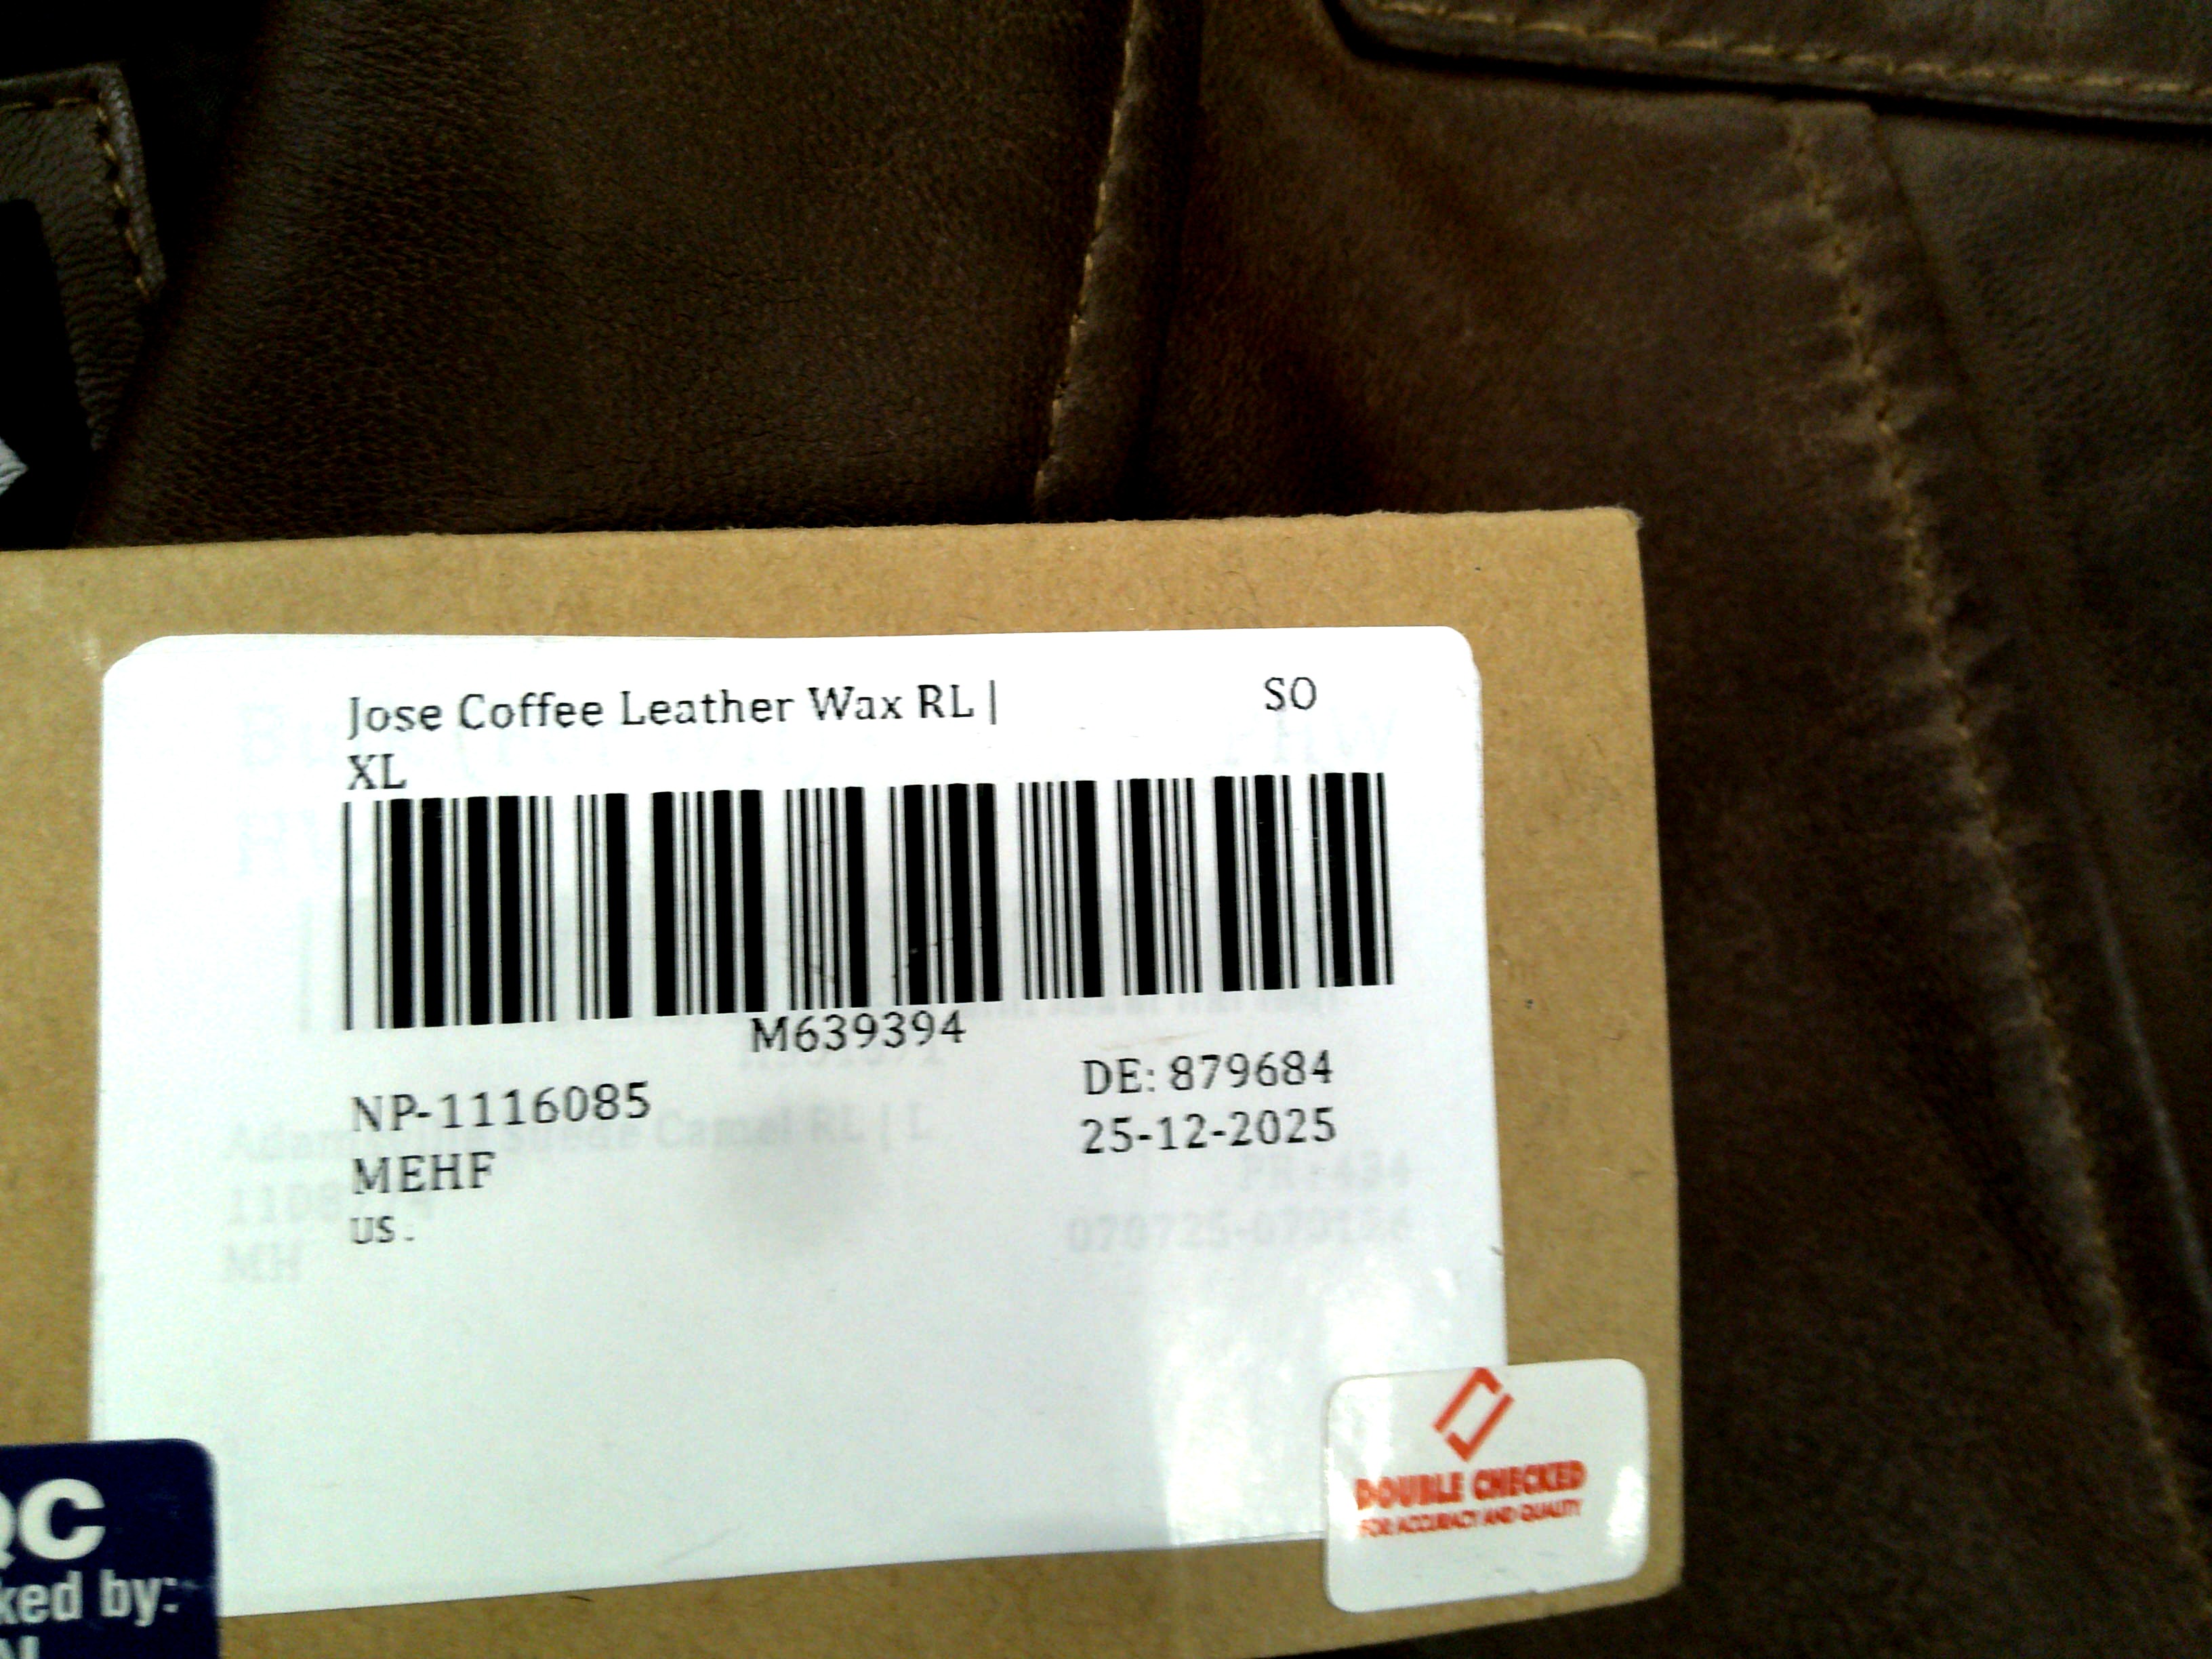 Jose Coffee Leather Wax RL | SO
XL
M639394
NP-1116085 DE: 879684
MEHF 25-12-2025
US.
DOUBLE CHECKED
FOR ACCURACY AND QUALITY
QC
ked by: